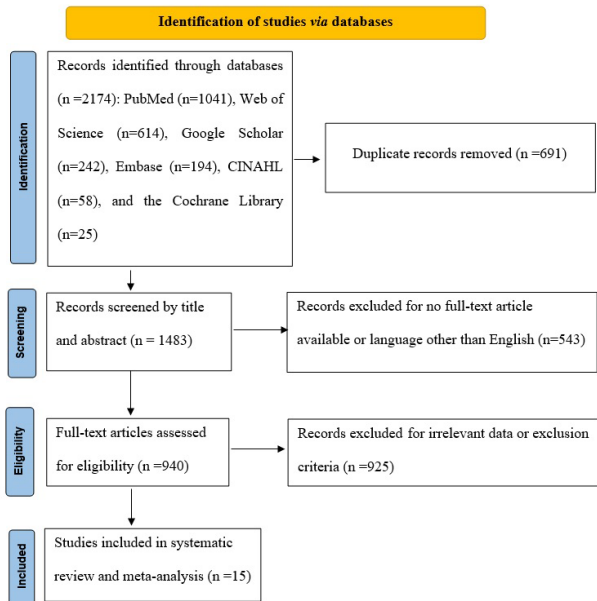 Identification of studies via databases
Identification
Records identified through databases
(n =2174): PubMed (n=1041), Web of
Science (n=614), Google Scholar
(n=242), Embase (n=194), CINAHL
(n=58), and the Cochrane Library
(n=25)
Duplicate records removed (n =691)
Screening
Records screened by title
and abstract (n = 1483)
Records excluded for no full-text article
available or language other than English (n=543)
Eligibility
Full-text articles assessed
for eligibility (n =940)
Records excluded for irrelevant data or exclusion
criteria (n =925)
Included
Studies included in systematic
review and meta-analysis (n =15)